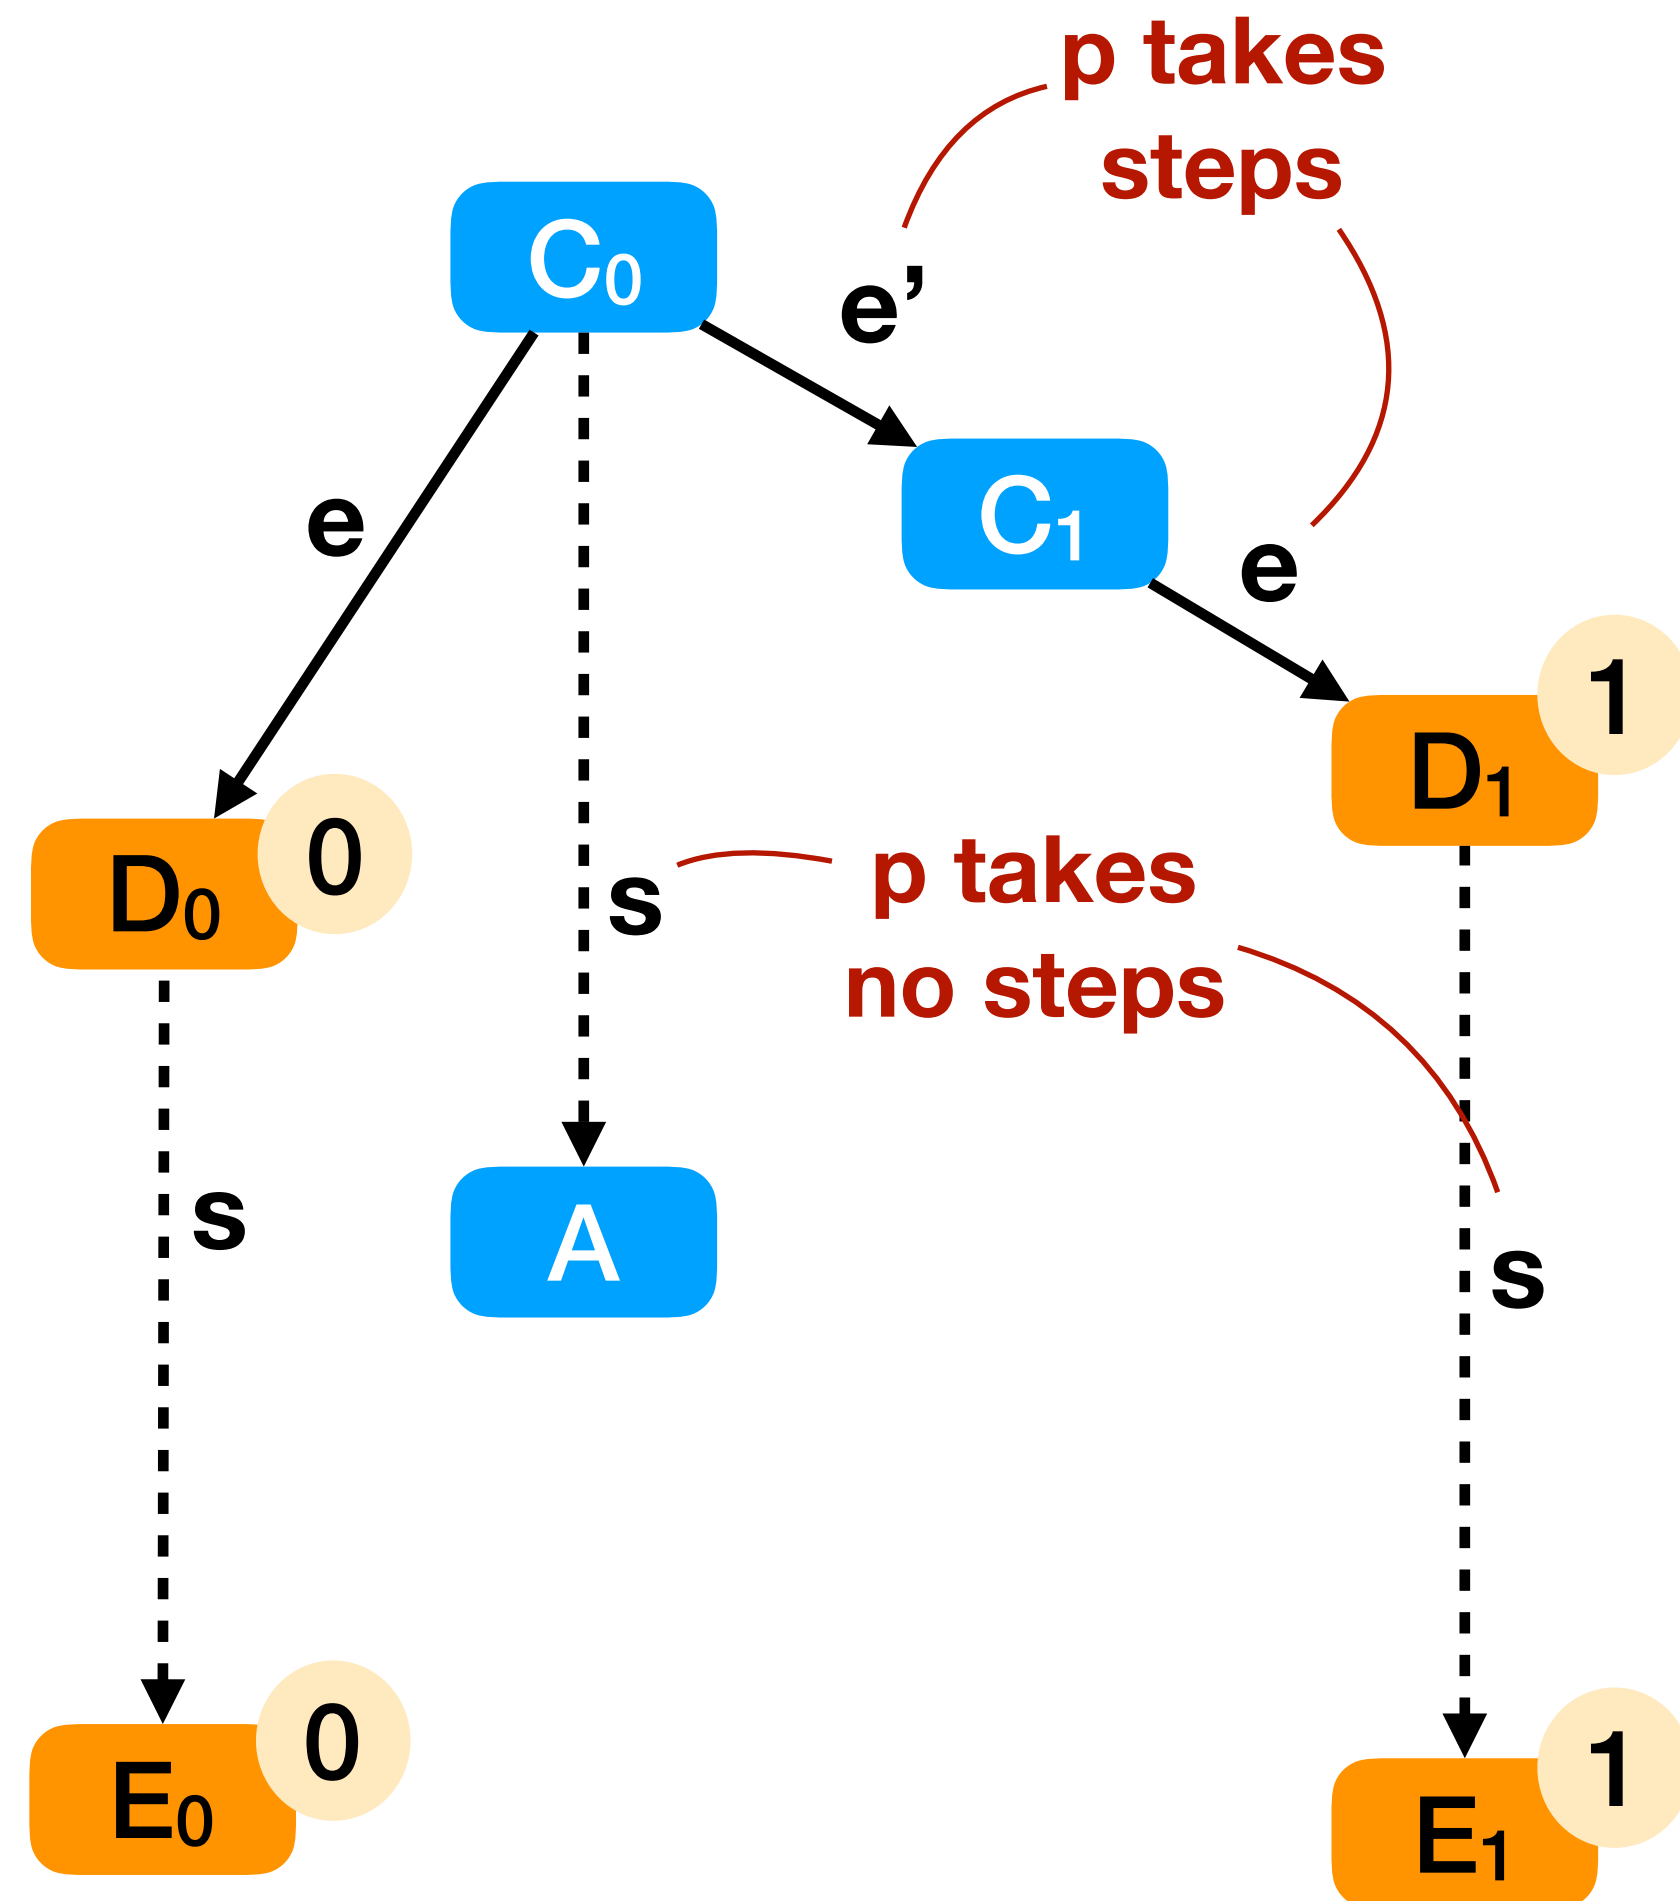 p takes
steps
C₀
e’
e
C₁
e
1
D₁
0
D₀
s
p takes
no steps
s
A
s
0
E₀
1
E₁